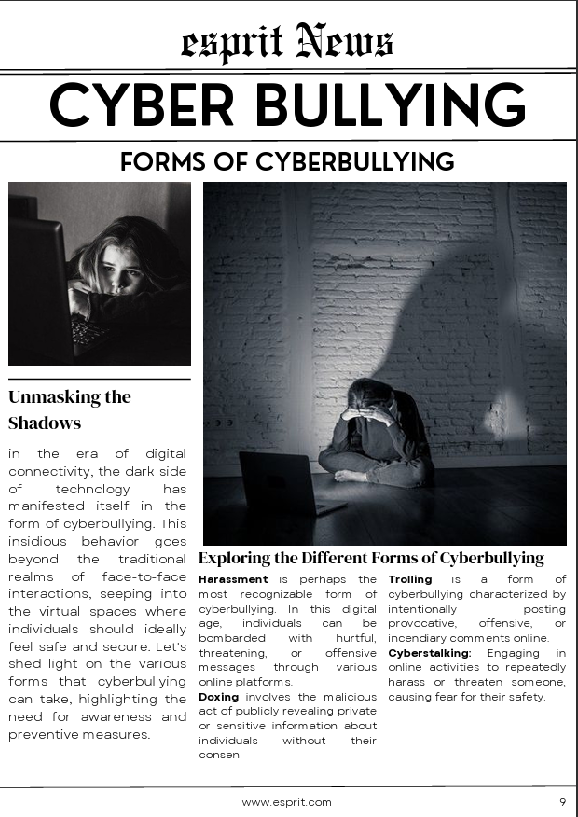 esprit News
CYBER BULLYING
FORMS OF CYBERBULLYING
Unmasking the
Shadows
in the era of digital
connectivity, the dark side
of technology has
manifested itself in the
form of cyberbullying. This
insidious behavior goes
beyond the traditional
realms of face-to-face
interactions, seeping into
the virtual spaces where
individuals should ideally
feel safe and secure. Let's
shed light on the various
forms that cyberbullying
can take, highlighting the
need for awareness and
preventive measures.
Exploring the Different Forms of Cyberbullying
Harassment is perhaps the
most recognizable form of
cyberbullying. In this digital
age, individuals can be
bombarded with hurtful,
threatening, or offensive
messages through various
online platforms.
Doxing involves the malicious
act of publicly revealing private
or sensitive information about
individuals without their
consen
Trolling is a form of
cyberbullying characterized by
intentionally posting
provocative, offensive, or
incendiary comments online.
Cyberstalking: Engaging in
online activities to repeatedly
harass or threaten someone,
causing fear for their safety.
www.esprit.com
9